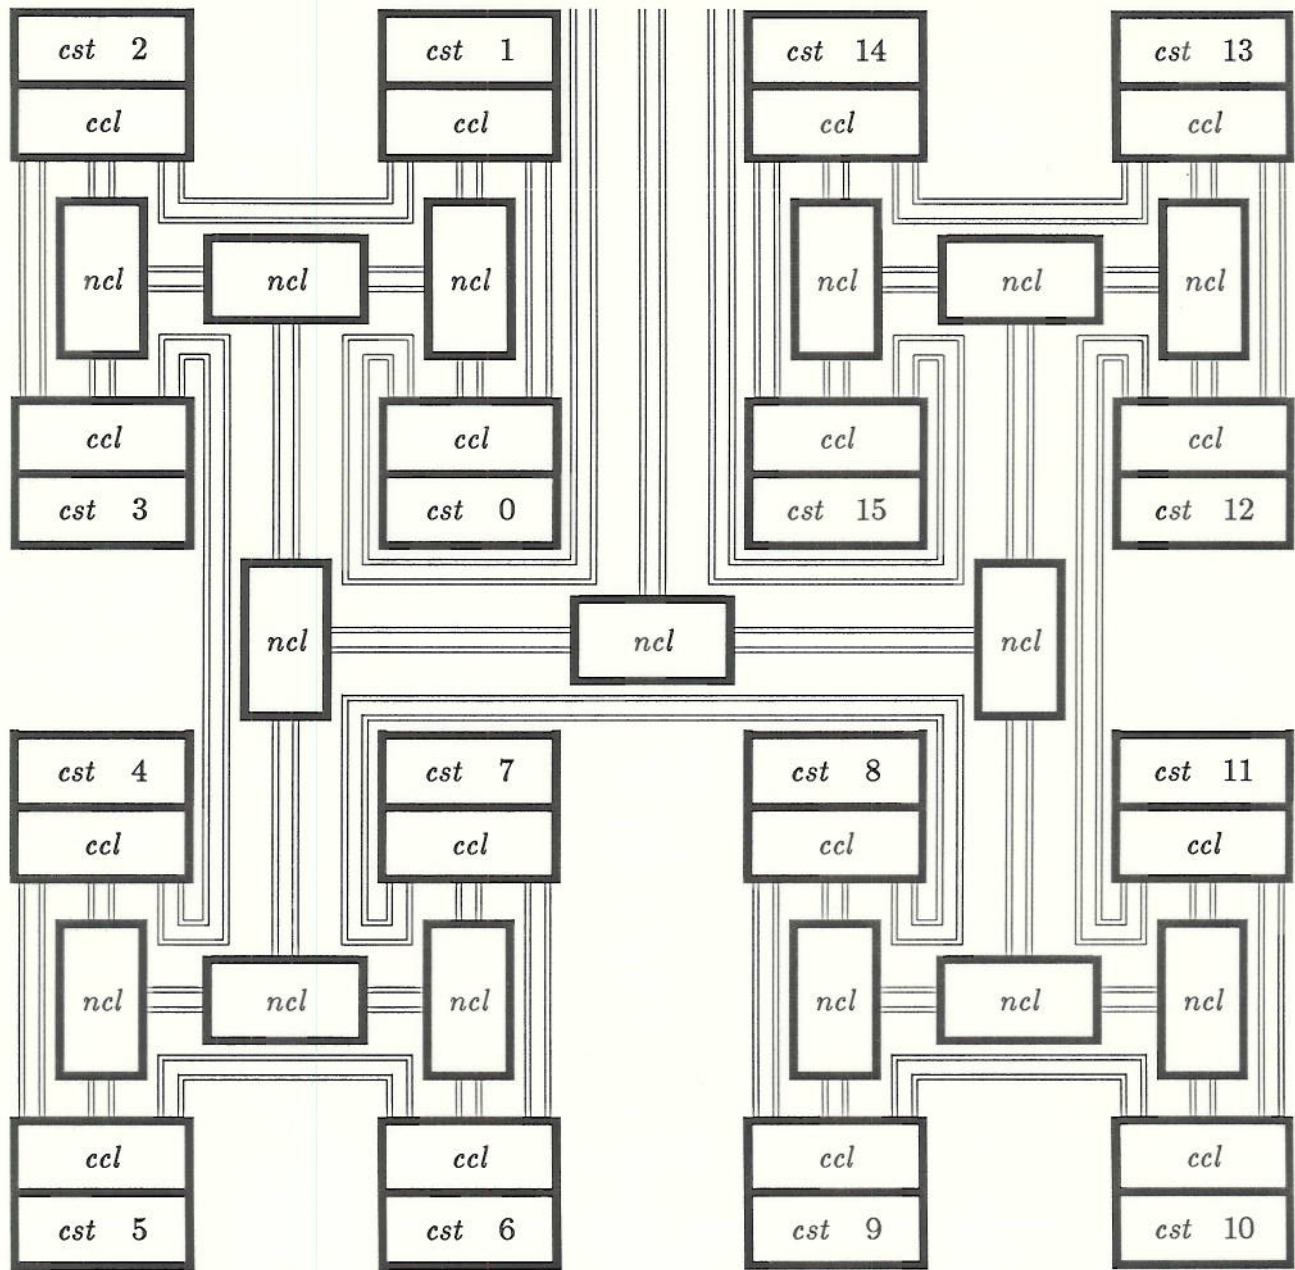 cst 2 cst 1 cst 14 cst 13
ccl ccl ccl ccl
ncl ncl ncl ncl ncl ncl
ccl ccl ccl ccl
cst 3 cst 0 cst 15 cst 12
ncl ncl ncl
cst 4 cst 7 cst 8 cst 11
ccl ccl ccl ccl
ncl ncl ncl ncl ncl ncl
ccl ccl ccl ccl
cst 5 cst 6 cst 9 cst 10